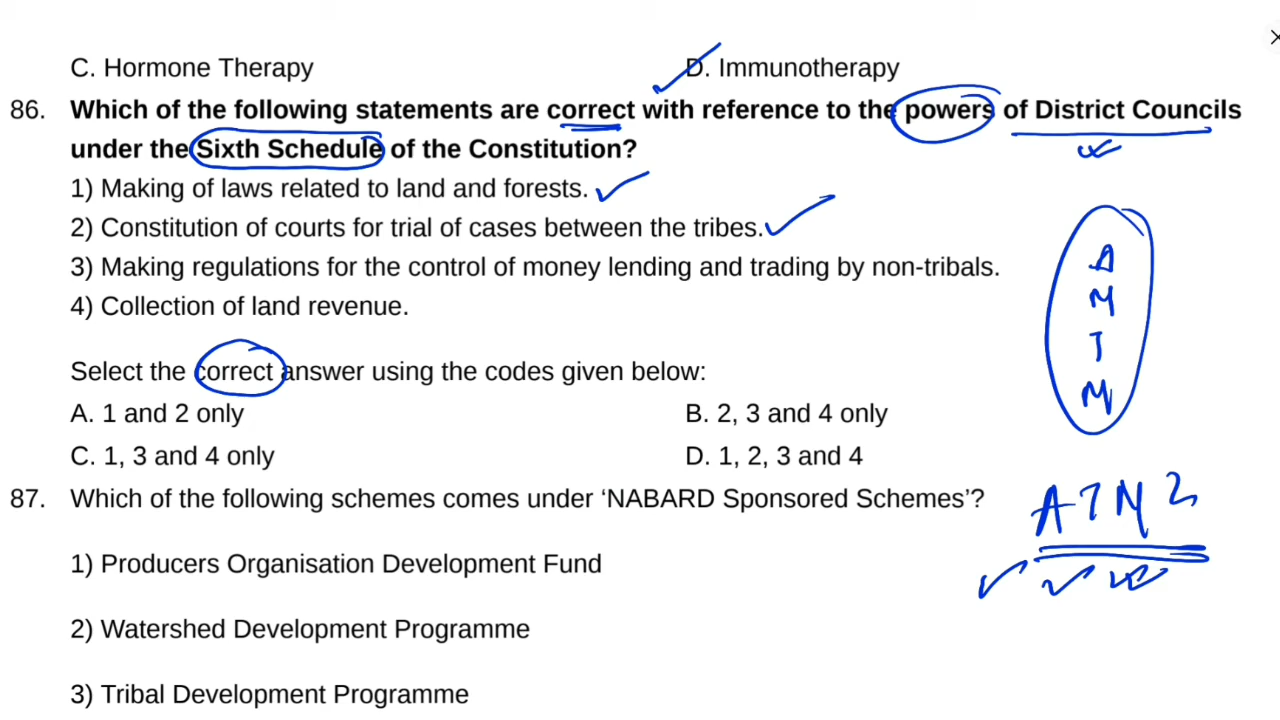 C. Hormone Therapy
D. Immunotherapy
86. Which of the following statements are correct with reference to the powers of District Councils
under the Sixth Schedule of the Constitution?
1) Making of laws related to land and forests.
2) Constitution of courts for trial of cases between the tribes.
3) Making regulations for the control of money lending and trading by non-tribals.
4) Collection of land revenue.
A
M
T
M
Select the correct answer using the codes given below:
A. 1 and 2 only
B. 2, 3 and 4 only
C. 1, 3 and 4 only
D. 1, 2, 3 and 4
87. Which of the following schemes comes under ‘NABARD Sponsored Schemes’?
1) Producers Organisation Development Fund
2) Watershed Development Programme
3) Tribal Development Programme